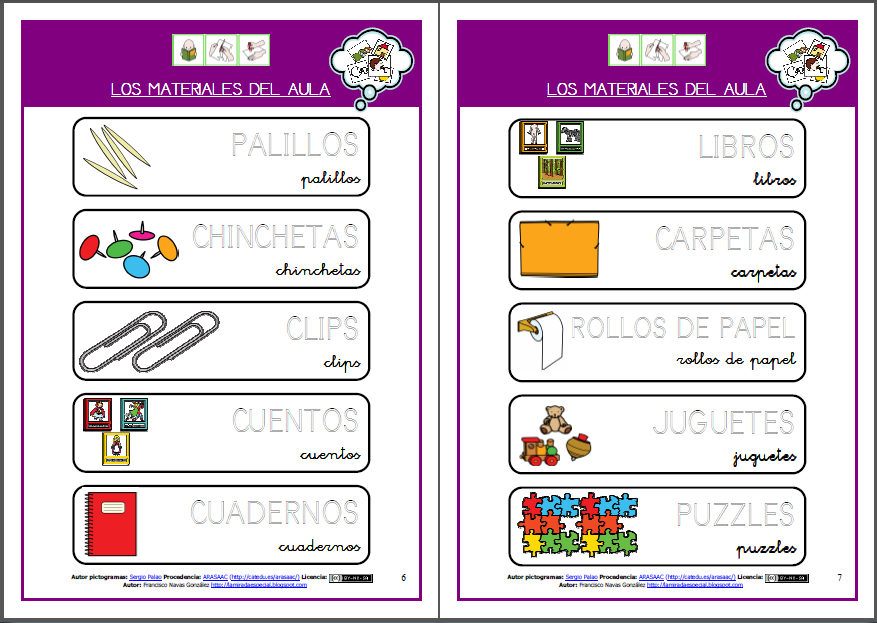 LOS MATERIALES DEL AULA
PALILLOS
palillos
CHINCHETAS
chinchetas
CLIPS
clips
CUENTOS
cuentos
CUADERNOS
cuadernos
Autor pictogramas: Sergio Palao Procedencia: ARASAAC (http://catedu.es/arasaac/) Licencia: CC BY-NC-SA
Autor: Francisco Navas González http://lamiradaespecial.blogspot.com
6
LOS MATERIALES DEL AULA
LIBROS
libros
CARPETAS
carpetas
ROLLOS DE PAPEL
rollos de papel
JUGUETES
juguetes
PUZZLES
puzzles
Autor pictogramas: Sergio Palao Procedencia: ARASAAC (http://catedu.es/arasaac/) Licencia: CC BY-NC-SA
Autor: Francisco Navas González http://lamiradaespecial.blogspot.com
7